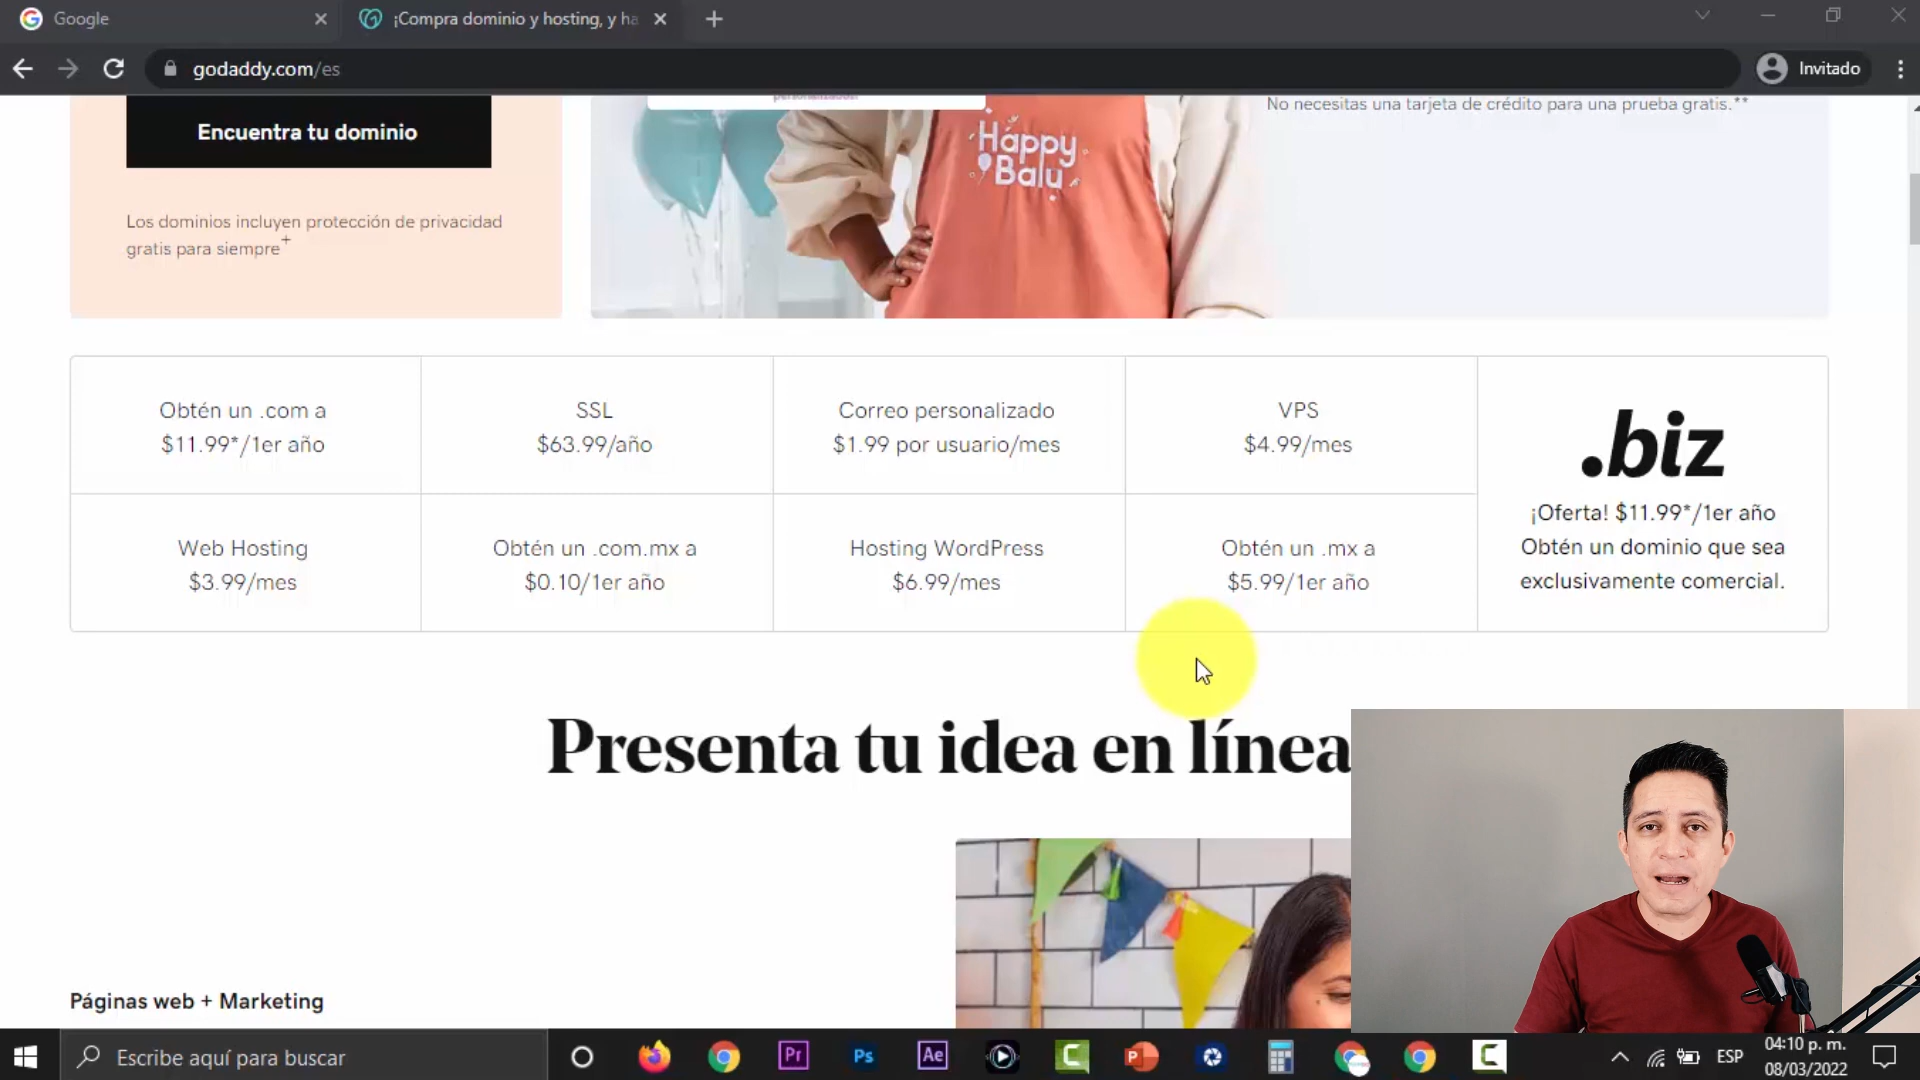 Google
¡Compra dominio y hosting, y ha
godaddy.com/es
Invitado
Encuentra tu dominio
Los dominios incluyen protección de privacidad
gratis para siempre+
Happy
Balu
No necesitas una tarjeta de crédito para una prueba gratis.**
Obtén un .com a
$11.99*/1er año
SSL
$63.99/año
Correo personalizado
$1.99 por usuario/mes
VPS
$4.99/mes
Web Hosting
$3.99/mes
Obtén un .com.mx a
$0.10/1er año
Hosting WordPress
$6.99/mes
Obtén un .mx a
$5.99/1er año
.biz
¡Oferta! $11.99*/1er año
Obtén un dominio que sea
exclusivamente comercial.
Presenta tu idea en línea
Páginas web + Marketing
Escribe aquí para buscar
Pr
Ps
Ae
ESP
04:10 p. m.
08/03/2022